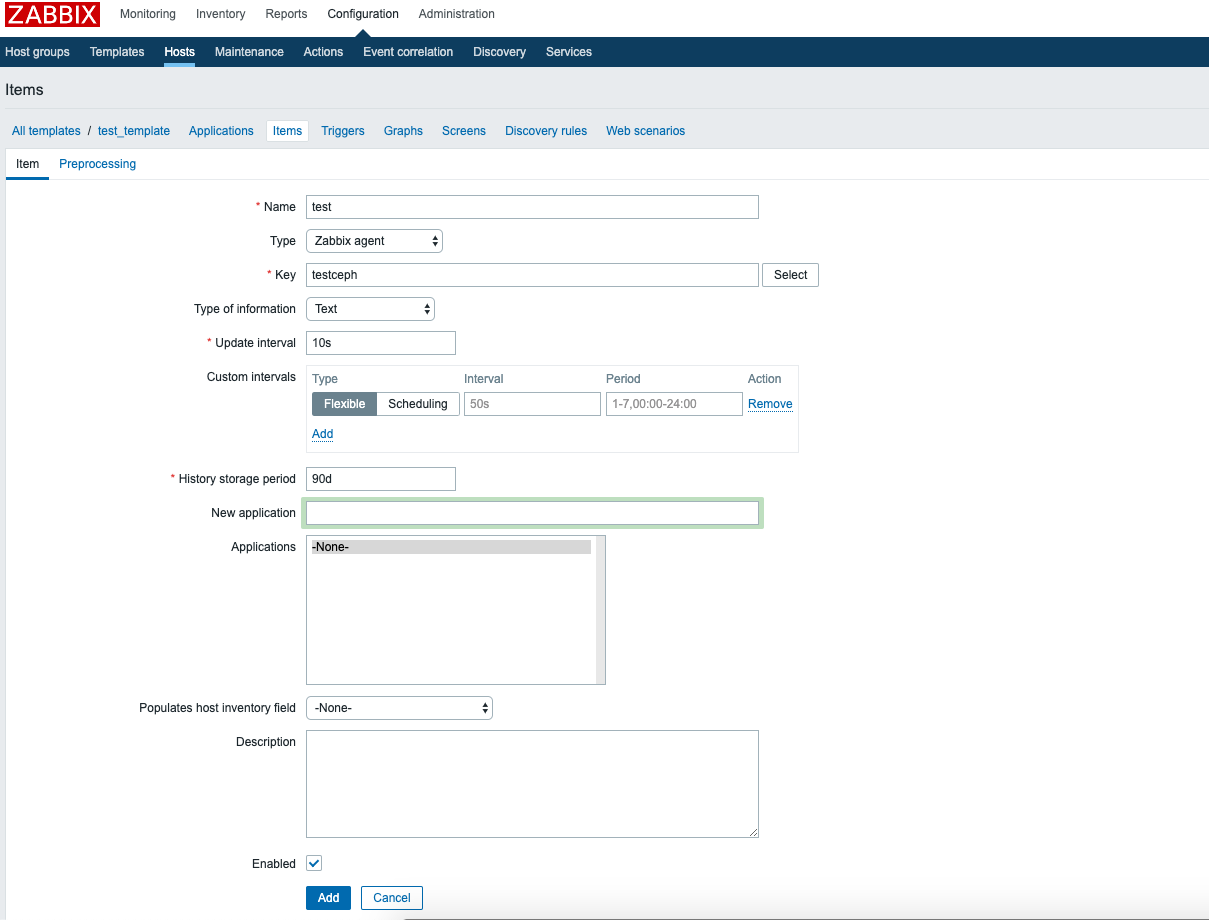 ZABBIX Monitoring Inventory Reports Configuration Administration
Host groups Templates Hosts Maintenance Actions Event correlation Discovery Services
Items
All templates / test_template Applications Items Triggers Graphs Screens Discovery rules Web scenarios
Item Preprocessing
* Name test
Type Zabbix agent
* Key testceph Select
Type of information Text
* Update interval 10s
Custom intervals Type Interval Period Action
Flexible Scheduling 50s 1-7,00:00-24:00 Remove
Add
* History storage period 90d
New application
Applications -None-
Populates host inventory field -None-
Description
Enabled
Add Cancel